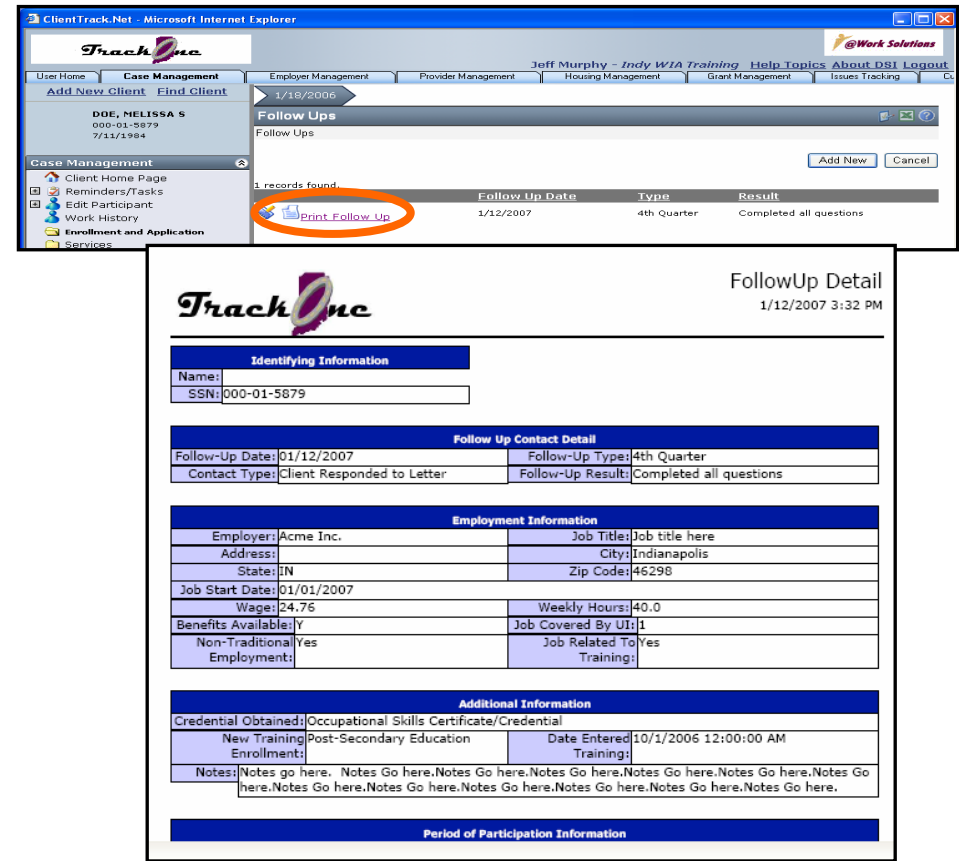 ClientTrack.Net - Microsoft Internet Explorer
TrackOne
@Work Solutions
Jeff Murphy - Indy WIA Training Help Topics About DSI Logout
User Home Case Management Employer Management Provider Management Housing Management Grant Management Issues Tracking Cu
Add New Client Find Client
1/18/2006
DOE, MELISSA S
000-01-5879
7/11/1984
Follow Ups
Follow Ups
Add New Cancel
Case Management
Client Home Page
Reminders/Tasks
Edit Participant
Work History
Enrollment and Application
Services
1 records found.
Follow Up Date Type Result
Print Follow Up 1/12/2007 4th Quarter Completed all questions
TrackOne
FollowUp Detail
1/12/2007 3:32 PM
Identifying Information
Name:
SSN: 000-01-5879
Follow Up Contact Detail
Follow-Up Date: 01/12/2007 Follow-Up Type: 4th Quarter
Contact Type: Client Responded to Letter Follow-Up Result: Completed all questions
Employment Information
Employer: Acme Inc. Job Title: Job title here
Address: City: Indianapolis
State: IN Zip Code: 46298
Job Start Date: 01/01/2007
Wage: 24.76 Weekly Hours: 40.0
Benefits Available: Y Job Covered By UI: 1
Non-Traditional Yes Job Related To Yes
Employment: Training:
Additional Information
Credential Obtained: Occupational Skills Certificate/Credential
New Training Post-Secondary Education Date Entered 10/1/2006 12:00:00 AM
Enrollment: Training:
Notes: Notes go here. Notes Go here.Notes Go here.Notes Go here.Notes Go here.Notes Go here.Notes Go
here.Notes Go here.Notes Go here.Notes Go here.Notes Go here.Notes Go here.Notes Go here.
Period of Participation Information